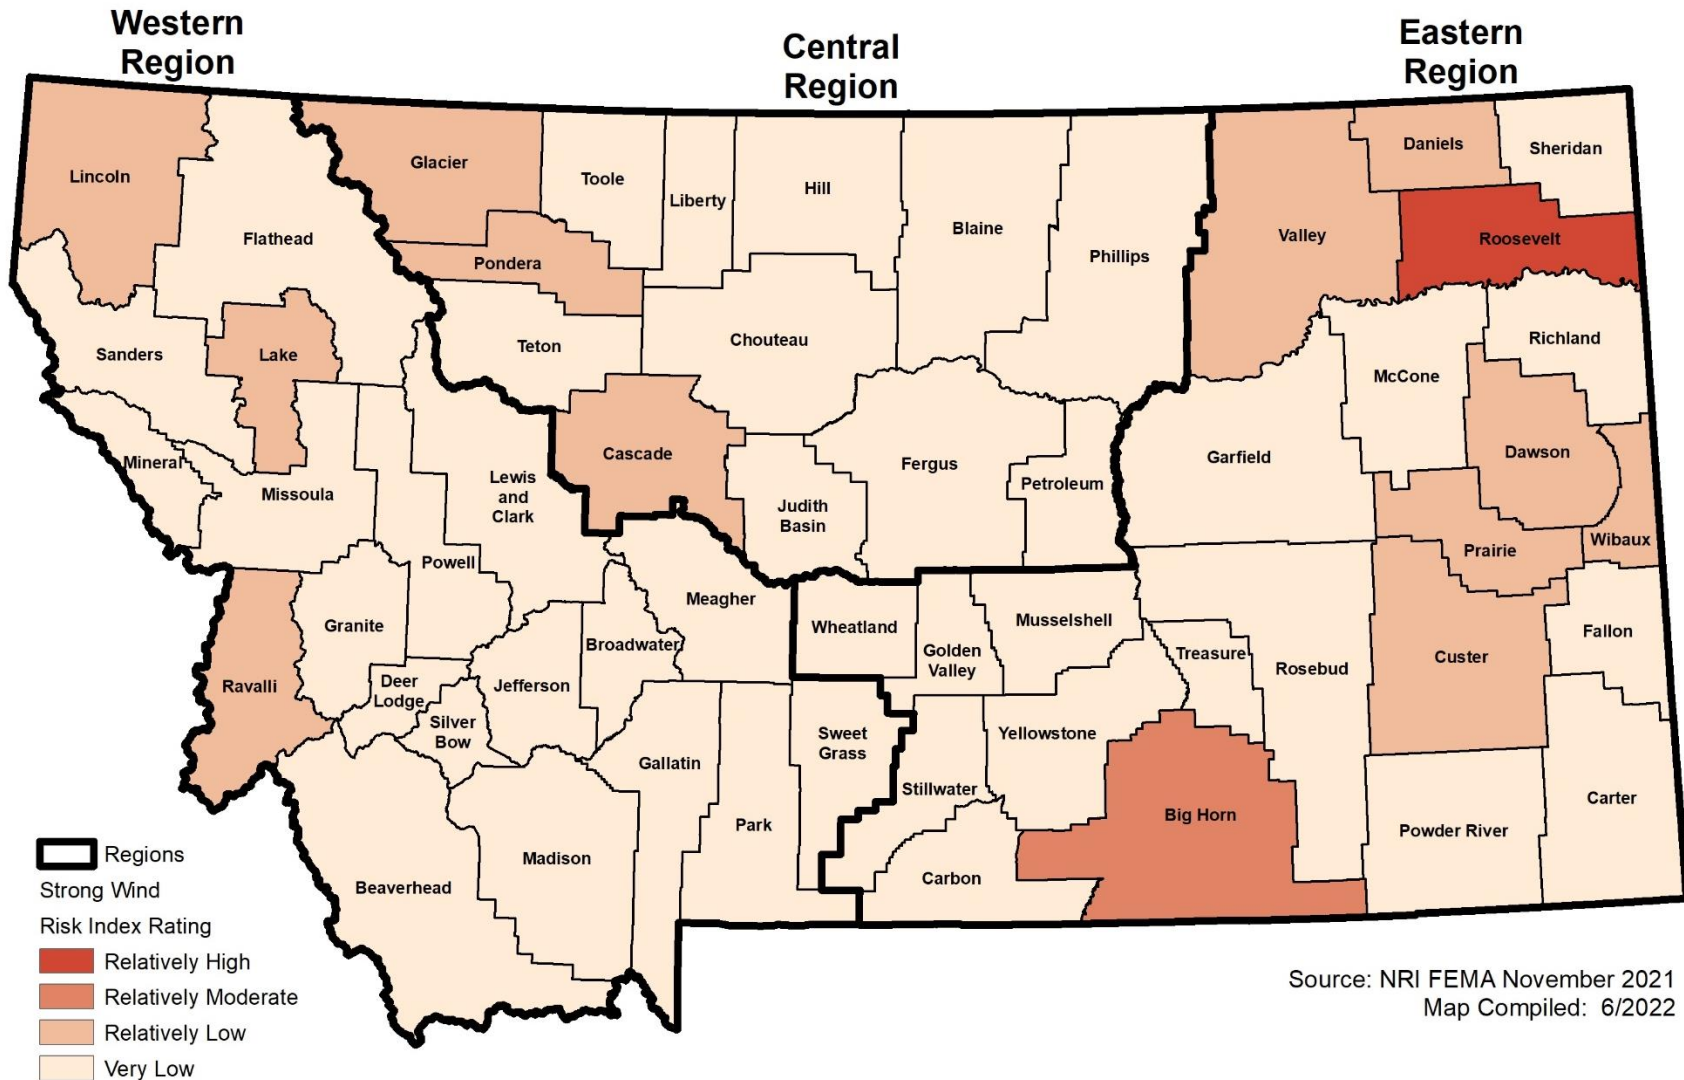 Western
Region
Central
Region
Eastern
Region
Lincoln
Flathead
Glacier
Toole
Liberty
Hill
Blaine
Phillips
Valley
Daniels
Sheridan
Roosevelt
Pondera
Teton
Chouteau
Sanders
Lake
Richland
McCone
Dawson
Mineral
Missoula
Lewis
and
Clark
Cascade
Judith
Basin
Fergus
Petroleum
Garfield
Prairie
Wibaux
Powell
Granite
Meagher
Broadwater
Wheatland
Golden
Valley
Musselshell
Treasure
Rosebud
Custer
Fallon
Ravalli
Deer
Lodge
Silver
Bow
Jefferson
Gallatin
Sweet
Grass
Yellowstone
Stillwater
Big Horn
Powder River
Carter
Park
Madison
Beaverhead
Carbon
Regions
Strong Wind
Risk Index Rating
Relatively High
Relatively Moderate
Relatively Low
Very Low
Source: NRI FEMA November 2021
Map Compiled: 6/2022